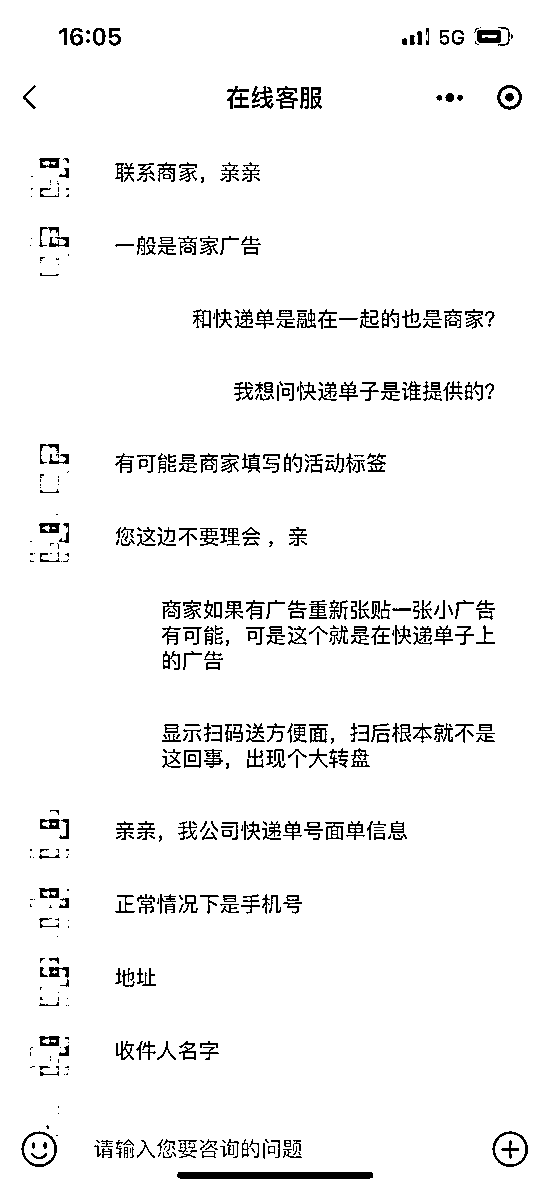 16:05
5G
在线客服
联系商家，亲亲
一般是商家广告
和快递单是融在一起的也是商家？
我想问快递单子是谁提供的？
有可能是商家填写的活动标签
您这边不要理会 ，亲
商家如果有广告重新张贴一张小广告
有可能，可是这个就是在快递单子上
的广告
显示扫码送方便面，扫后根本就不是
这回事，出现个大转盘
亲亲，我公司快递单号面单信息
正常情况下是手机号
地址
收件人名字
请输入您要咨询的问题